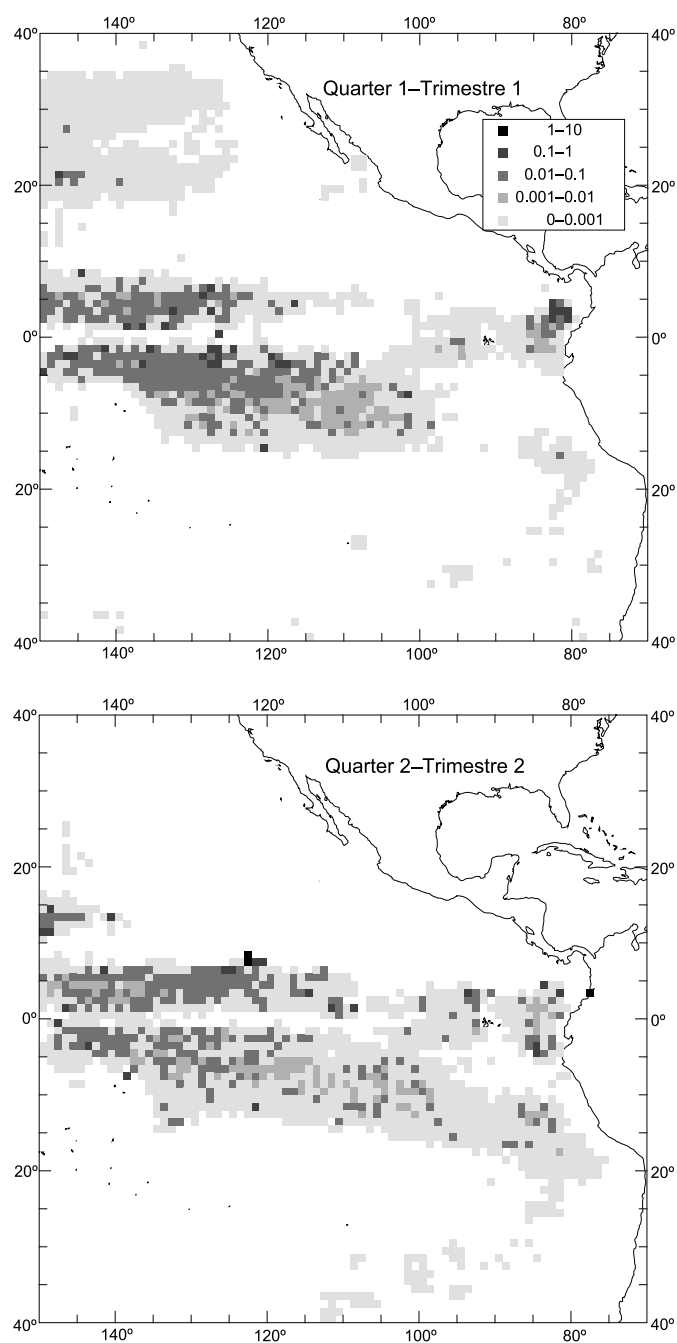 140º 120º 100º 80º
40º 40º
Quarter 1–Trimestre 1
1–10
0.1–1
0.01–0.1
0.001–0.01
0–0.001
20º 20º
0º 0º
20º 20º
40º 40º
140º 120º 100º 80º
140º 120º 100º 80º
40º 40º
Quarter 2–Trimestre 2
20º 20º
0º 0º
20º 20º
40º 40º
140º 120º 100º 80º